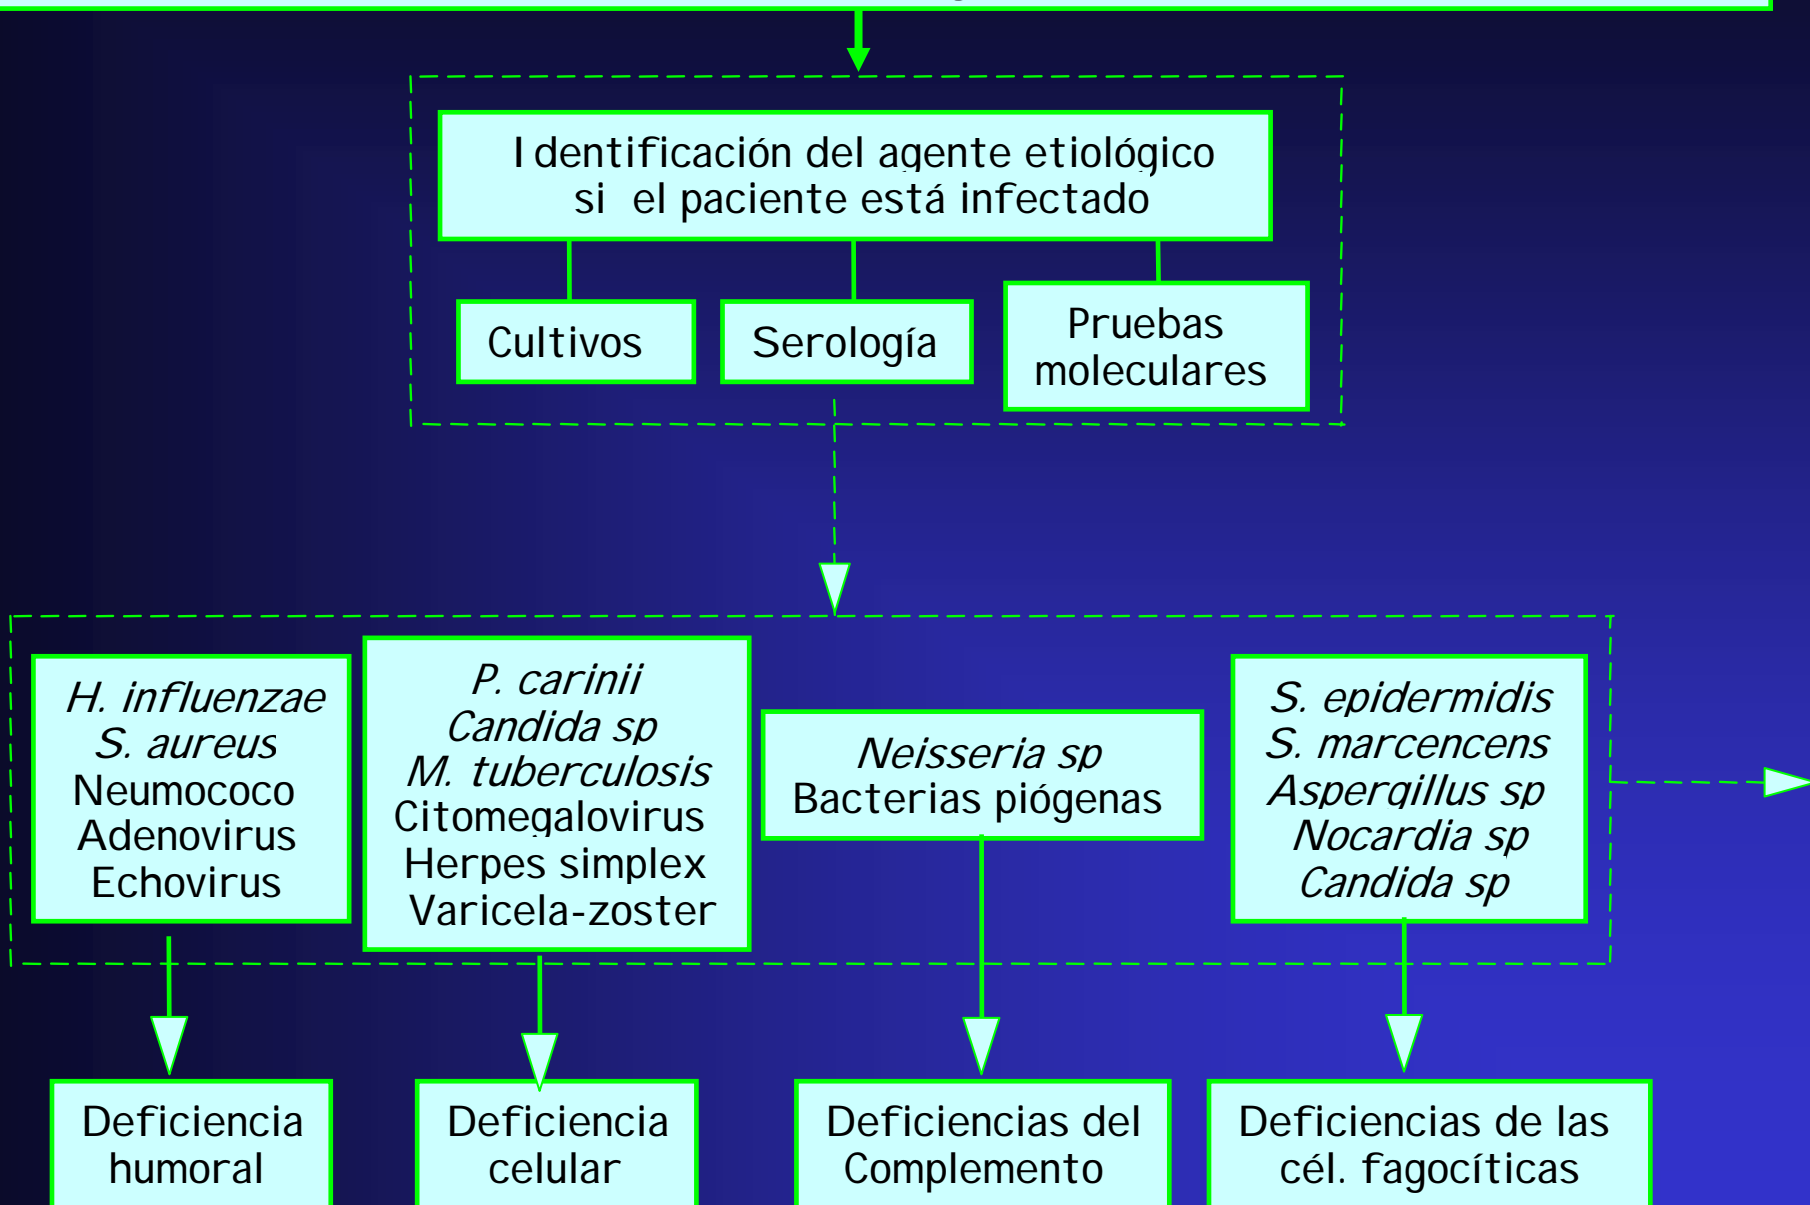 Identificación del agente etiológico
si el paciente está infectado
Cultivos
Serología
Pruebas
moleculares
H. influenzae
S. aureus
Neumococo
Adenovirus
Echovirus
P. carinii
Candida sp
M. tuberculosis
Citomegalovirus
Herpes simplex
Varicela-zoster
Neisseria sp
Bacterias piógenas
S. epidermidis
S. marcencens
Aspergillus sp
Nocardia sp
Candida sp
Deficiencia
humoral
Deficiencia
celular
Deficiencias del
Complemento
Deficiencias de las
cél. fagocíticas